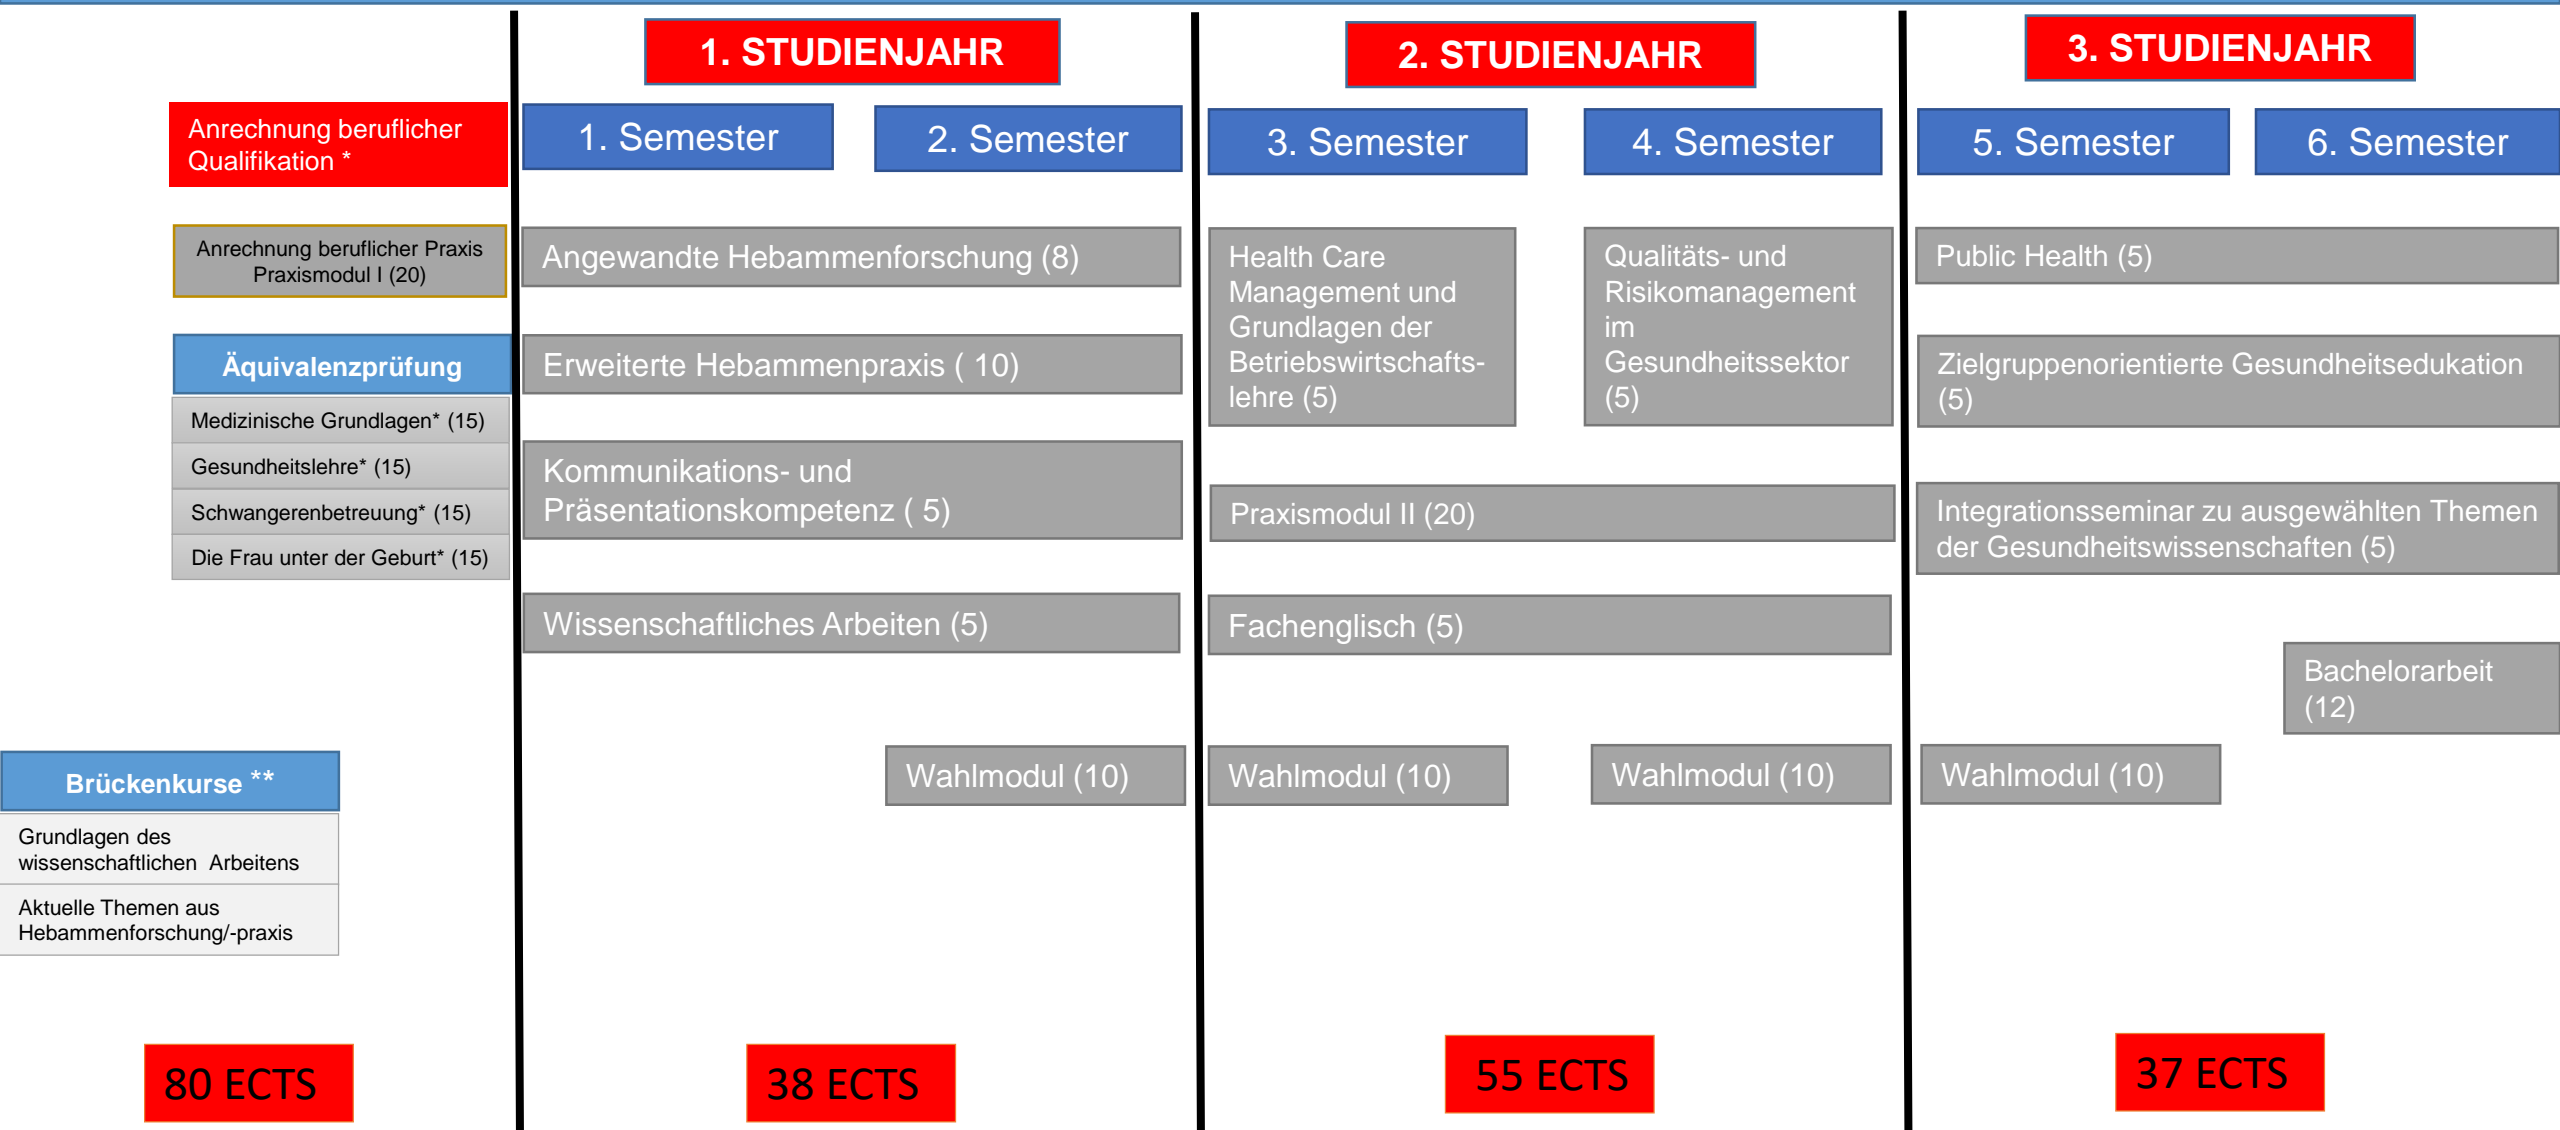 1. STUDIENJAHR
2. STUDIENJAHR
3. STUDIENJAHR
Anrechnung beruflicher
Qualifikation *
1. Semester
2. Semester
3. Semester
4. Semester
5. Semester
6. Semester
Anrechnung beruflicher Praxis
Praxismodul I (20)
Äquivalenzprüfung
Medizinische Grundlagen* (15)
Gesundheitslehre* (15)
Schwangerenbetreuung* (15)
Die Frau unter der Geburt* (15)
Brückenkurse **
Grundlagen des
wissenschaftlichen Arbeitens
Aktuelle Themen aus
Hebammenforschung/-praxis
Angewandte Hebammenforschung (8)
Erweiterte Hebammenpraxis ( 10)
Kommunikations- und
Präsentationskompetenz ( 5)
Wissenschaftliches Arbeiten (5)
Wahlmodul (10)
Health Care
Management und
Grundlagen der
Betriebswirtschafts-
lehre (5)
Qualitäts- und
Risikomanagement
im
Gesundheitssektor
(5)
Praxismodul II (20)
Fachenglisch (5)
Wahlmodul (10)
Wahlmodul (10)
Public Health (5)
Zielgruppenorientierte Gesundheitsedukation
(5)
Integrationsseminar zu ausgewählten Themen
der Gesundheitswissenschaften (5)
Bachelorarbeit
(12)
Wahlmodul (10)
80 ECTS
38 ECTS
55 ECTS
37 ECTS